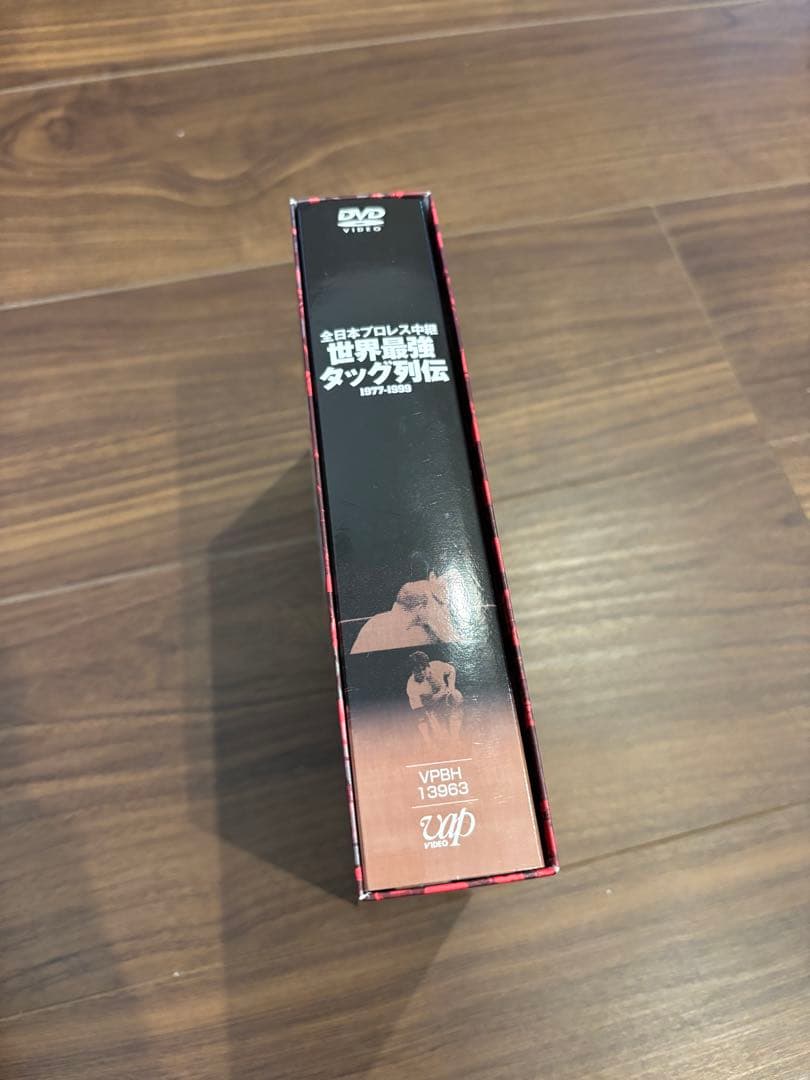 DVD
VIDEO
全日本プロレス中継
世界最強
タッグ列伝
1977-1999
VPBH
13963
vap
VIDEO